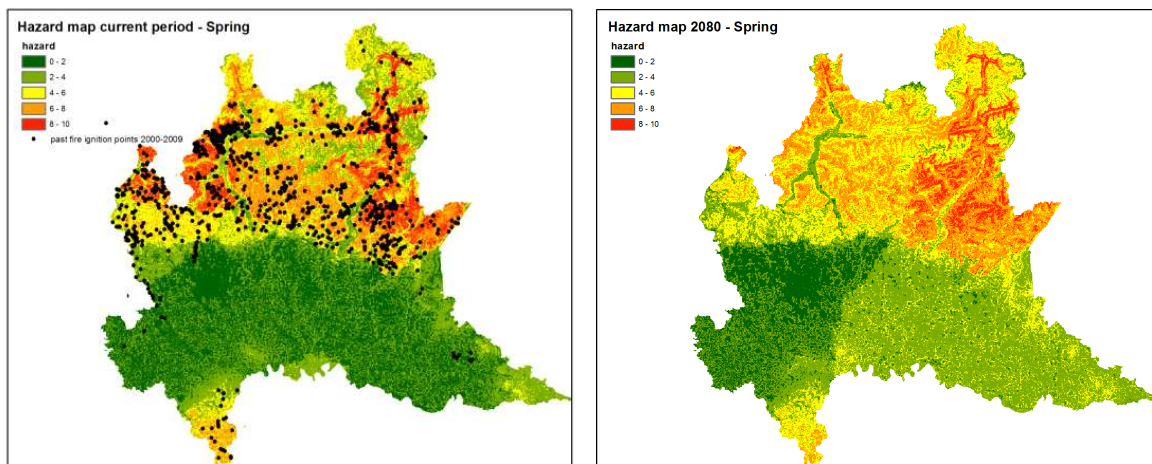 Hazard map current period - Spring
hazard
0 - 2
2 - 4
4 - 6
6 - 8
8 - 10
past fire ignition points 2000-2009
Hazard map 2080 - Spring
hazard
0 - 2
2 - 4
4 - 6
6 - 8
8 - 10